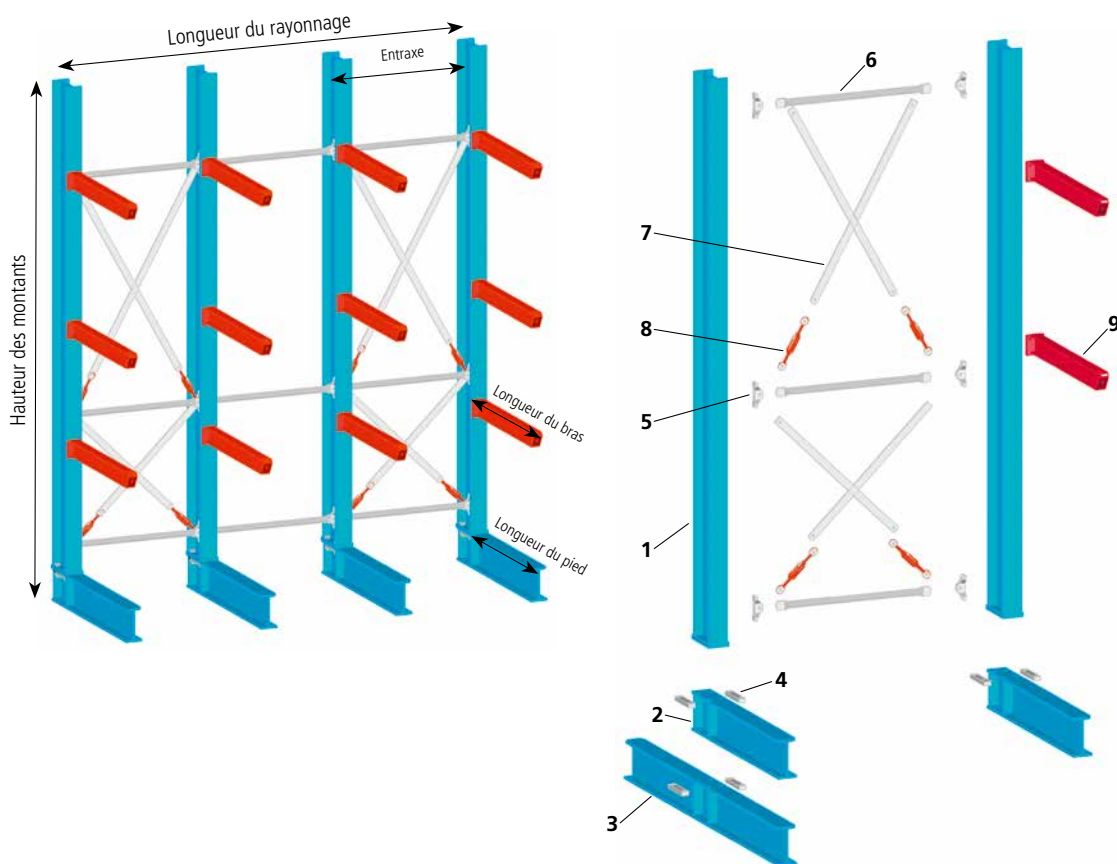 Longueur du rayonnage
Entraxe
Hauteur des montants
Longueur du bras
Longueur du pied
6
7
8
9
5
1
4
2
3